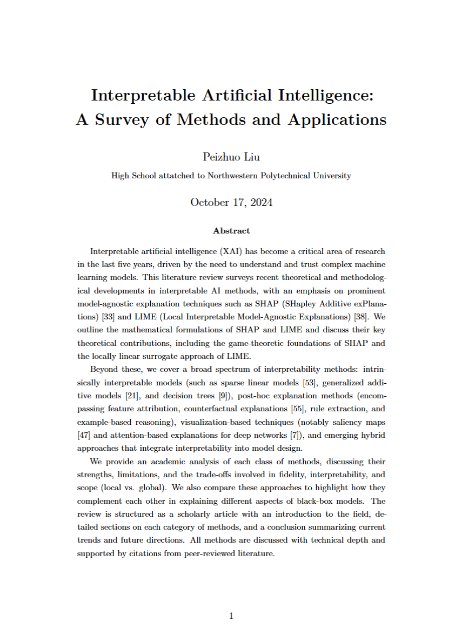 Interpretable Artificial Intelligence:
A Survey of Methods and Applications
Peizhuo Liu
High School attatched to Northwestern Polytechnical University
October 17, 2024
Abstract
Interpretable artificial intelligence (XAI) has become a critical area of research
in the last five years, driven by the need to understand and trust complex machine
learning models. This literature review surveys recent theoretical and methodolog-
ical developments in interpretable AI methods, with an emphasis on prominent
model-agnostic explanation techniques such as SHAP (SHapley Additive exPlana-
tions) [33] and LIME (Local Interpretable Model-Agnostic Explanations) [38]. We
outline the mathematical formulations of SHAP and LIME and discuss their key
theoretical contributions, including the game-theoretic foundations of SHAP and
the locally linear surrogate approach of LIME.
Beyond these, we cover a broad spectrum of interpretability methods: intrin-
sically interpretable models (such as sparse linear models [53], generalized addi-
tive models [21], and decision trees [9]), post-hoc explanation methods (encom-
passing feature attribution, counterfactual explanations [55], rule extraction, and
example-based reasoning), visualization-based techniques (notably saliency maps
[47] and attention-based explanations for deep networks [7]), and emerging hybrid
approaches that integrate interpretability into model design.
We provide an academic analysis of each class of methods, discussing their
strengths, limitations, and the trade-offs involved in fidelity, interpretability, and
scope (local vs. global). We also compare these approaches to highlight how they
complement each other in explaining different aspects of black-box models. The
review is structured as a scholarly article with an introduction to the field, de-
tailed sections on each category of methods, and a conclusion summarizing current
trends and future directions. All methods are discussed with technical depth and
supported by citations from peer-reviewed literature.
1